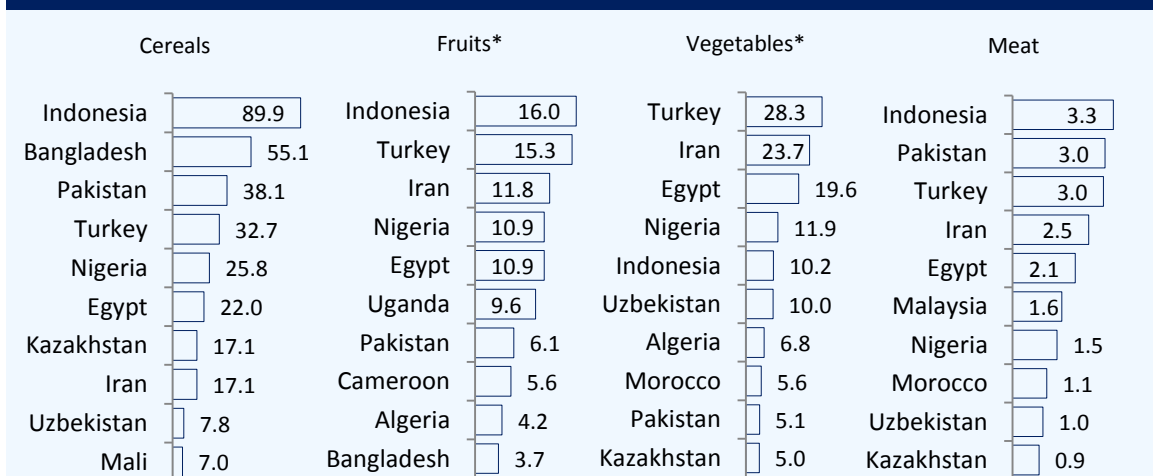 Cereals
Indonesia 89.9
Bangladesh 55.1
Pakistan 38.1
Turkey 32.7
Nigeria 25.8
Egypt 22.0
Kazakhstan 17.1
Iran 17.1
Uzbekistan 7.8
Mali 7.0
Fruits*
Indonesia 16.0
Turkey 15.3
Iran 11.8
Nigeria 10.9
Egypt 10.9
Uganda 9.6
Pakistan 6.1
Cameroon 5.6
Algeria 4.2
Bangladesh 3.7
Vegetables*
Turkey 28.3
Iran 23.7
Egypt 19.6
Nigeria 11.9
Indonesia 10.2
Uzbekistan 10.0
Algeria 6.8
Morocco 5.6
Pakistan 5.1
Kazakhstan 5.0
Meat
Indonesia 3.3
Pakistan 3.0
Turkey 3.0
Iran 2.5
Egypt 2.1
Malaysia 1.6
Nigeria 1.5
Morocco 1.1
Uzbekistan 1.0
Kazakhstan 0.9